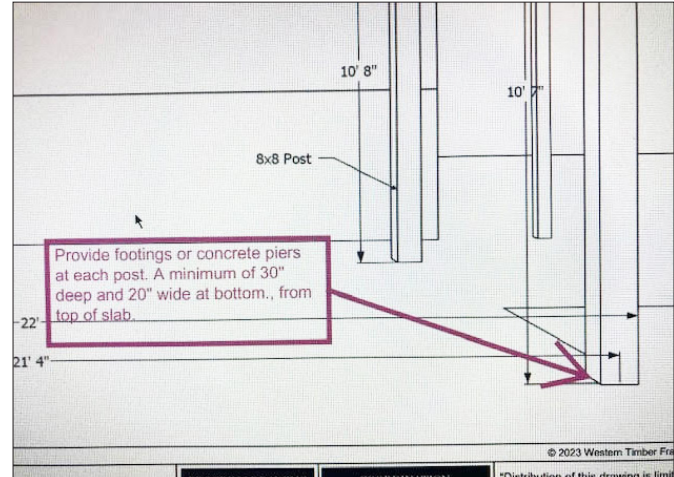 10' 8"
10' 7"
8x8 Post
Provide footings or concrete piers
at each post. A minimum of 30"
deep and 20" wide at bottom., from
top of slab.
22'
21' 4"
© 2023 Western Timber
"Distribution of this drawing is